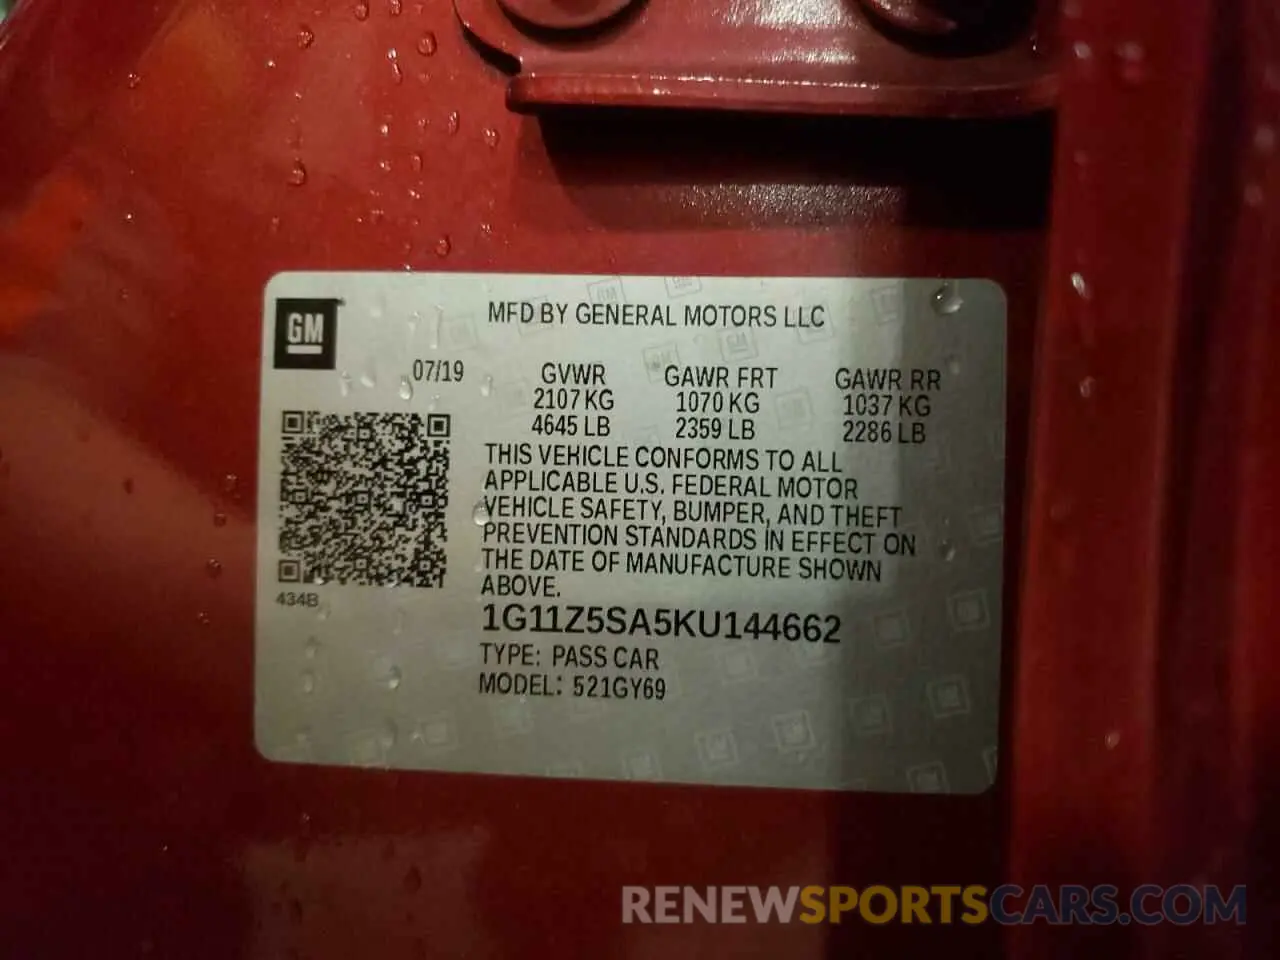 MFD BY GENERAL MOTORS LLC
GM
07/19
GVWR GAWR FRT GAWR RR
2107 KG 1070 KG 1037 KG
4645 LB 2359 LB 2286 LB
THIS VEHICLE CONFORMS TO ALL
APPLICABLE U.S. FEDERAL MOTOR
VEHICLE SAFETY, BUMPER, AND THEFT
PREVENTION STANDARDS IN EFFECT ON
THE DATE OF MANUFACTURE SHOWN
ABOVE.
434B
1G11Z5SA5KU144662
TYPE: PASS CAR
MODEL: 521GY69
RENEWSPORTSCARS.COM